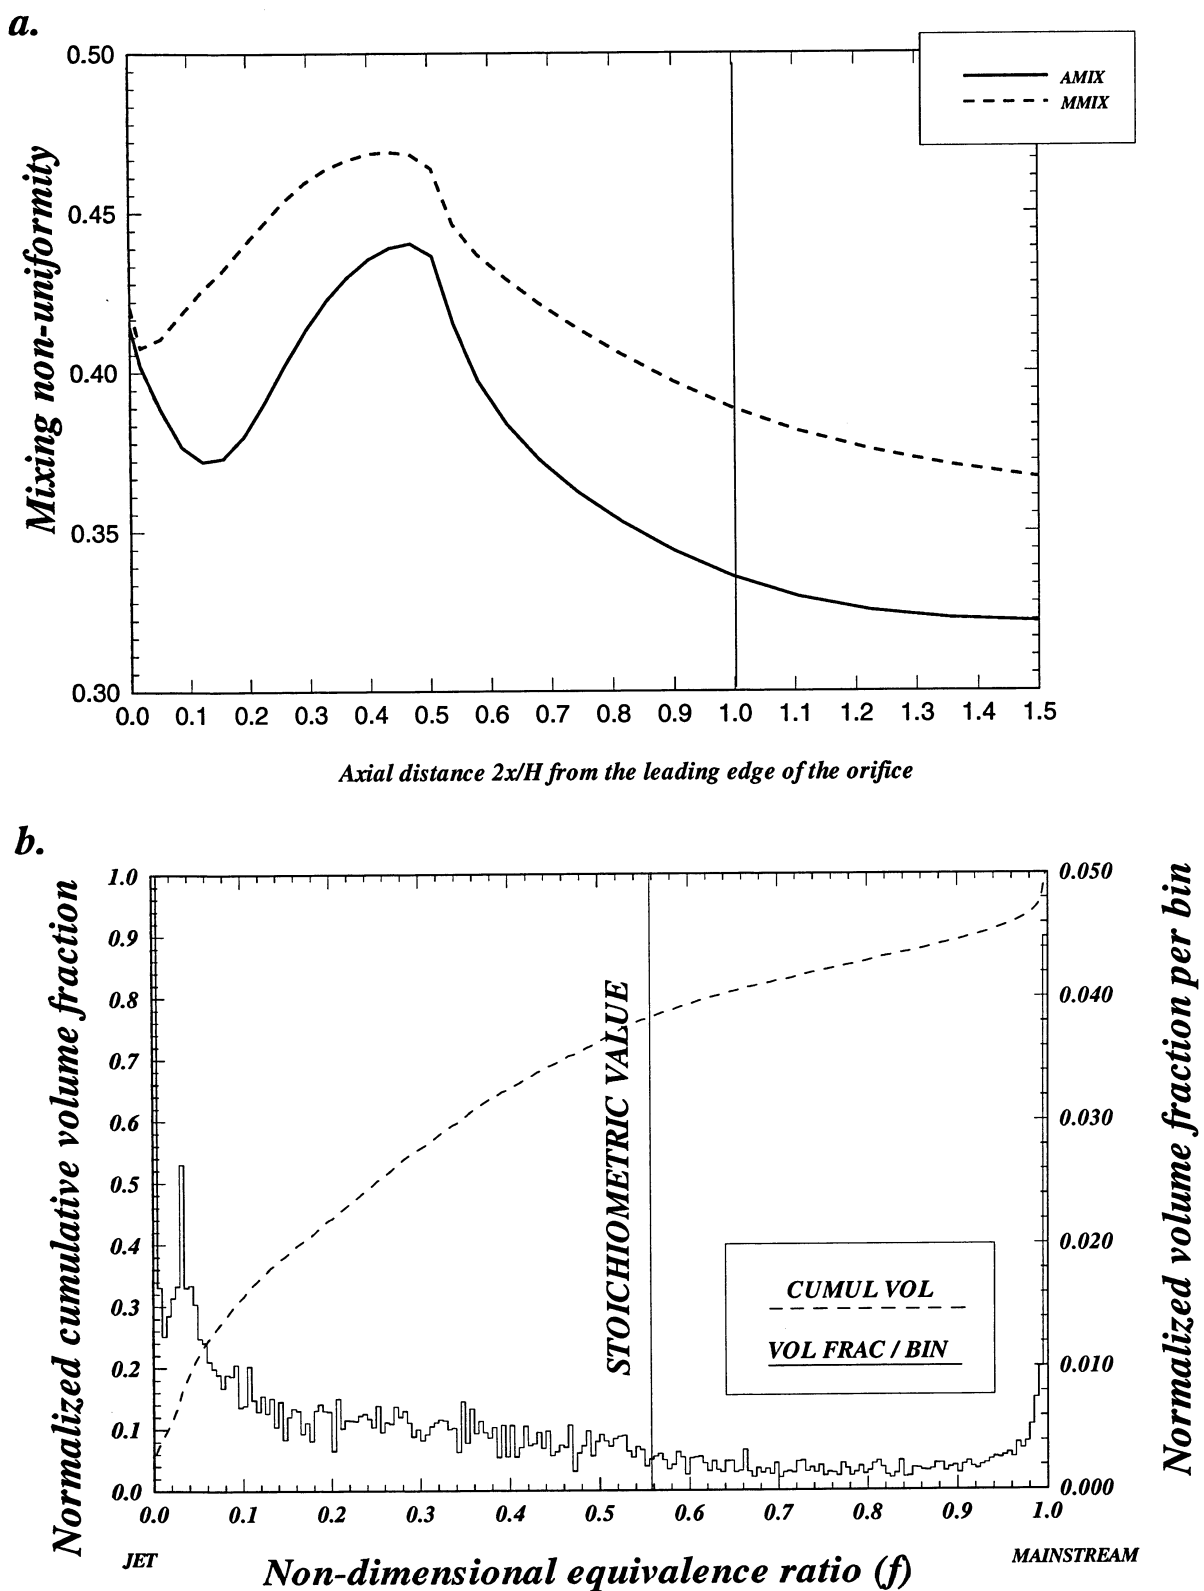 a.
0.50
0.45
0.40
0.35
0.30
Mixing non-uniformity
AMIX
MMIX
0.0 0.1 0.2 0.3 0.4 0.5 0.6 0.7 0.8 0.9 1.0 1.1 1.2 1.3 1.4 1.5
Axial distance 2x/H from the leading edge of the orifice
b.
Normalized cumulative volume fraction
1.0
0.9
0.8
0.7
0.6
0.5
0.4
0.3
0.2
0.1
0.0
STOICHIOMETRIC VALUE
CUMUL VOL
VOL FRAC / BIN
0.050
0.040
0.030
0.020
0.010
0.000
Normalized volume fraction per bin
0.0 0.1 0.2 0.3 0.4 0.5 0.6 0.7 0.8 0.9 1.0
JET
MAINSTREAM
Non-dimensional equivalence ratio (f)